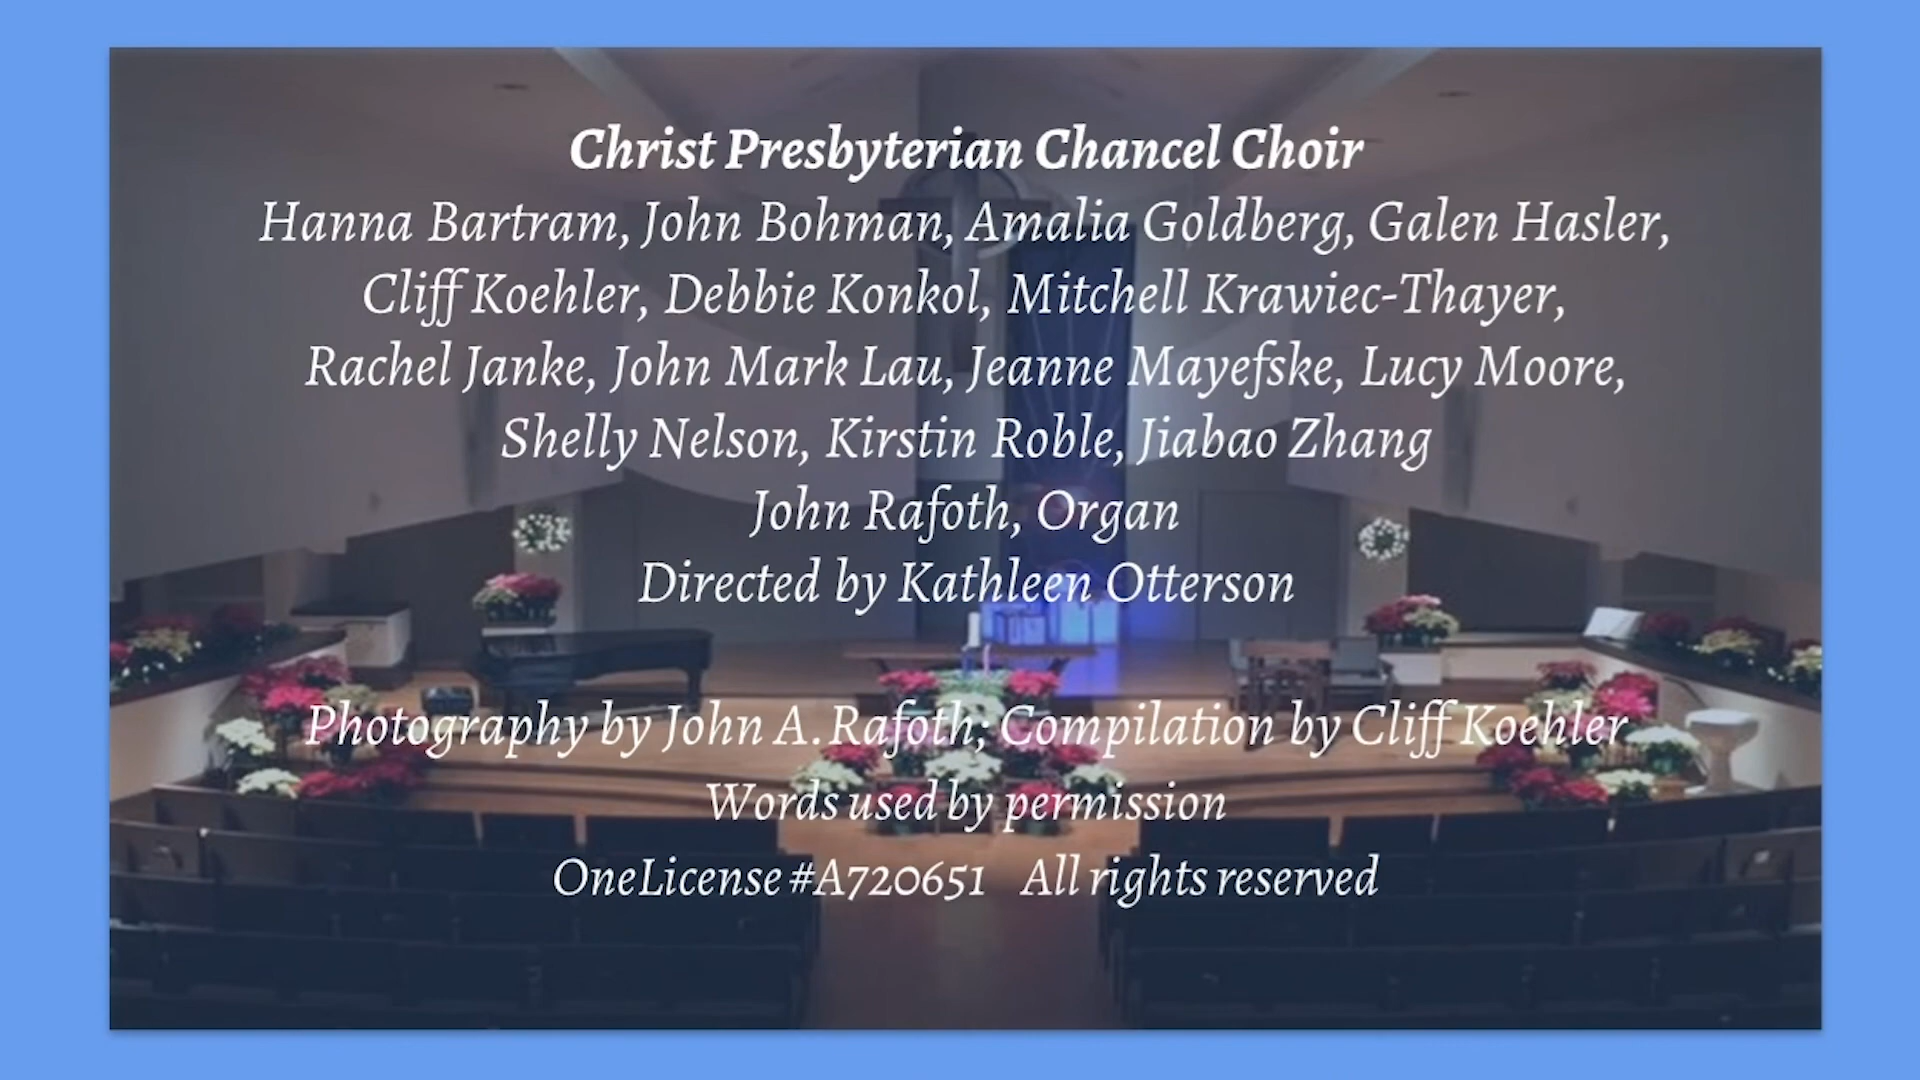 Christ Presbyterian Chancel Choir
Hanna Bartram, John Bohman, Amalia Goldberg, Galen Hasler,
Cliff Koehler, Debbie Konkol, Mitchell Krawiec-Thayer,
Rachel Janke, John Mark Lau, Jeanne Mayefske, Lucy Moore,
Shelly Nelson, Kirstin Roble, Jiabao Zhang
John Rafoth, Organ
Directed by Kathleen Otterson
Photography by John A. Rafoth; Compilation by Cliff Koehler
Words used by permission
OneLicense #A720651 All rights reserved